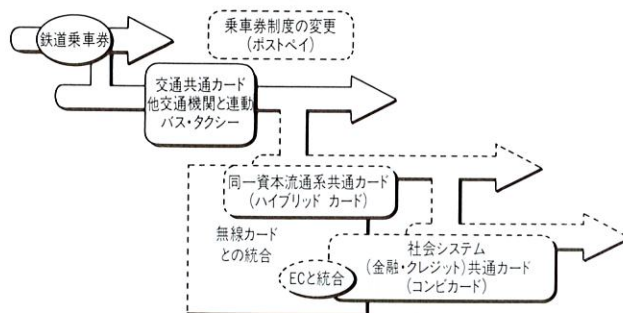 鉄道乗車券
乗車券制度の変更
(ポストペイ)
交通共通カード
他交通機関と連動
バス・タクシー
同一資本流通系共通カード
(ハイブリッド カード)
無線カード
との統合
社会システム
(金融・クレジット)共通カード
(コンビカード)
ECと統合